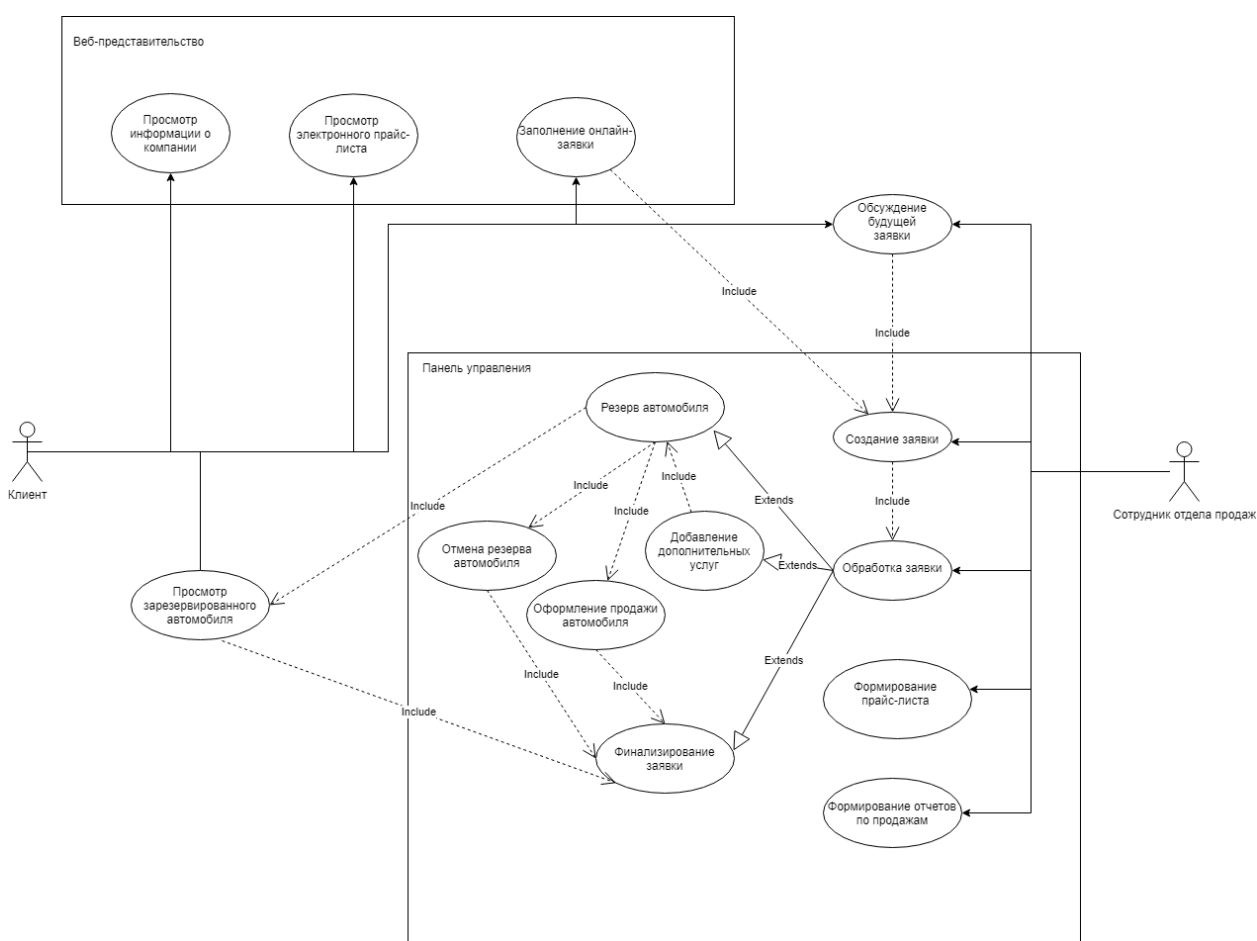 Веб-представительство
Просмотр
информации о
компании
Просмотр
электронного прайс-
листа
Заполнение онлайн-
заявки
Обсуждение
будущей
заявки
Include
Include
Панель управления
Резерв автомобиля
Создание заявки
Клиент
Сотрудник отдела продаж
Include
Include
Include
Include
Extends
Include
Отмена резерва
автомобиля
Добавление
дополнительных
услуг
Extends
Обработка заявки
Просмотр
зарезервированного
автомобиля
Оформление продажи
автомобиля
Extends
Include
Include
Include
Формирование
прайс-листа
Финализирование
заявки
Формирование отчетов
по продажам